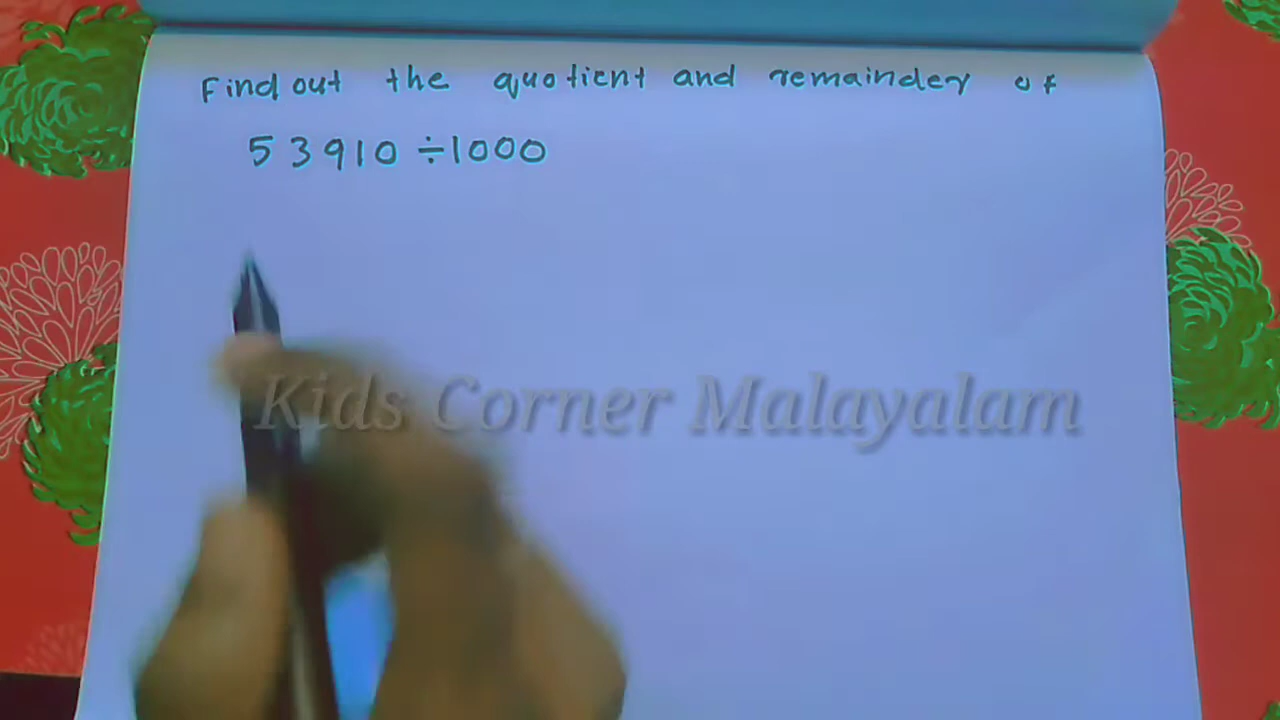 Find out the quotient and remainder of
53910 ÷ 1000
Kids Corner Malayalam